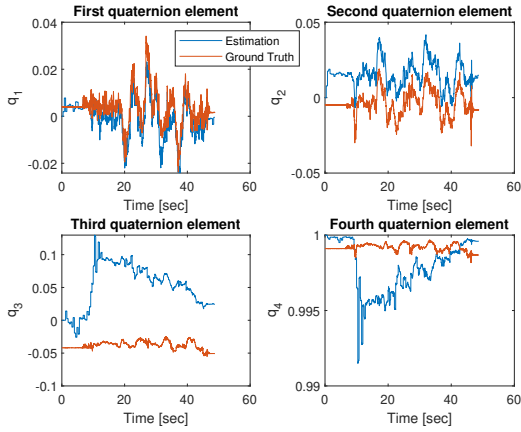 First quaternion element
0.04
0.02
0
-0.02
q1
0
20
40
60
Time [sec]
Estimation
Ground Truth
Second quaternion element
0.05
0
-0.05
q2
0
20
40
60
Time [sec]
Third quaternion element
0.1
0.05
0
-0.05
-0.1
q3
0
20
40
60
Time [sec]
Fourth quaternion element
1
0.995
0.99
q4
0
20
40
60
Time [sec]